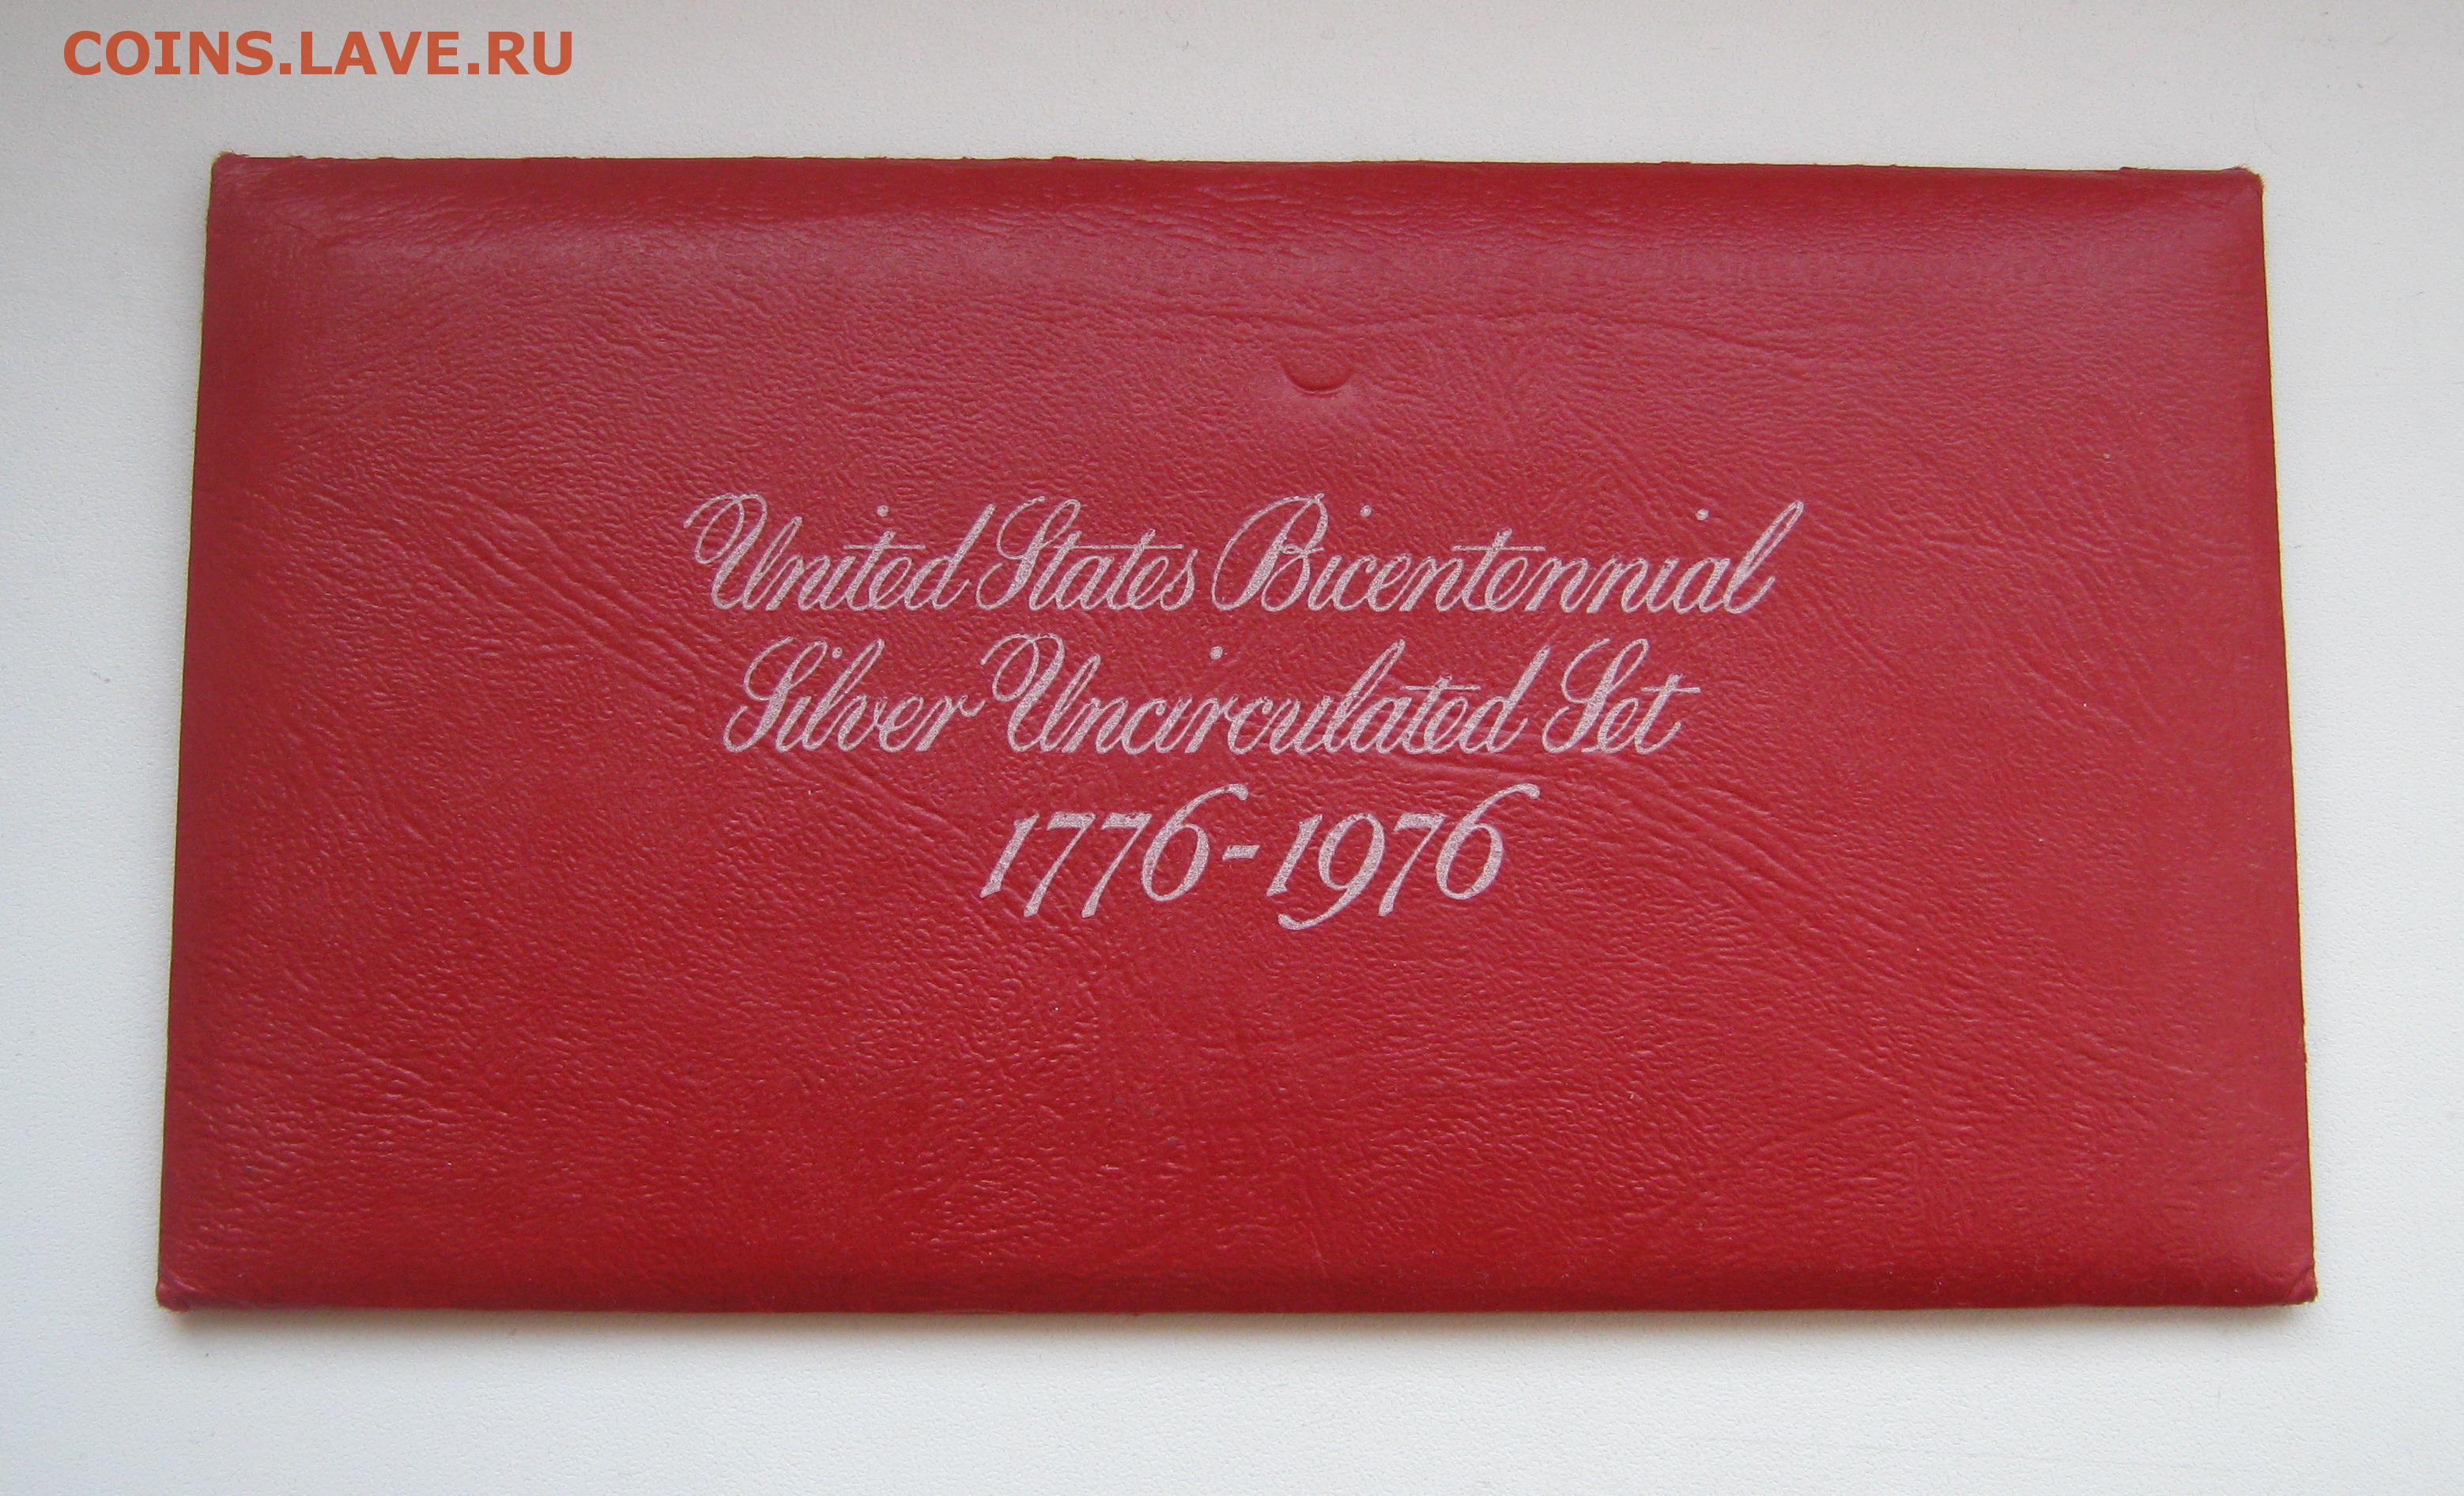 COINS.LAVE.RU
United States Bicentennial
Silver Uncirculated Set
1776-1976